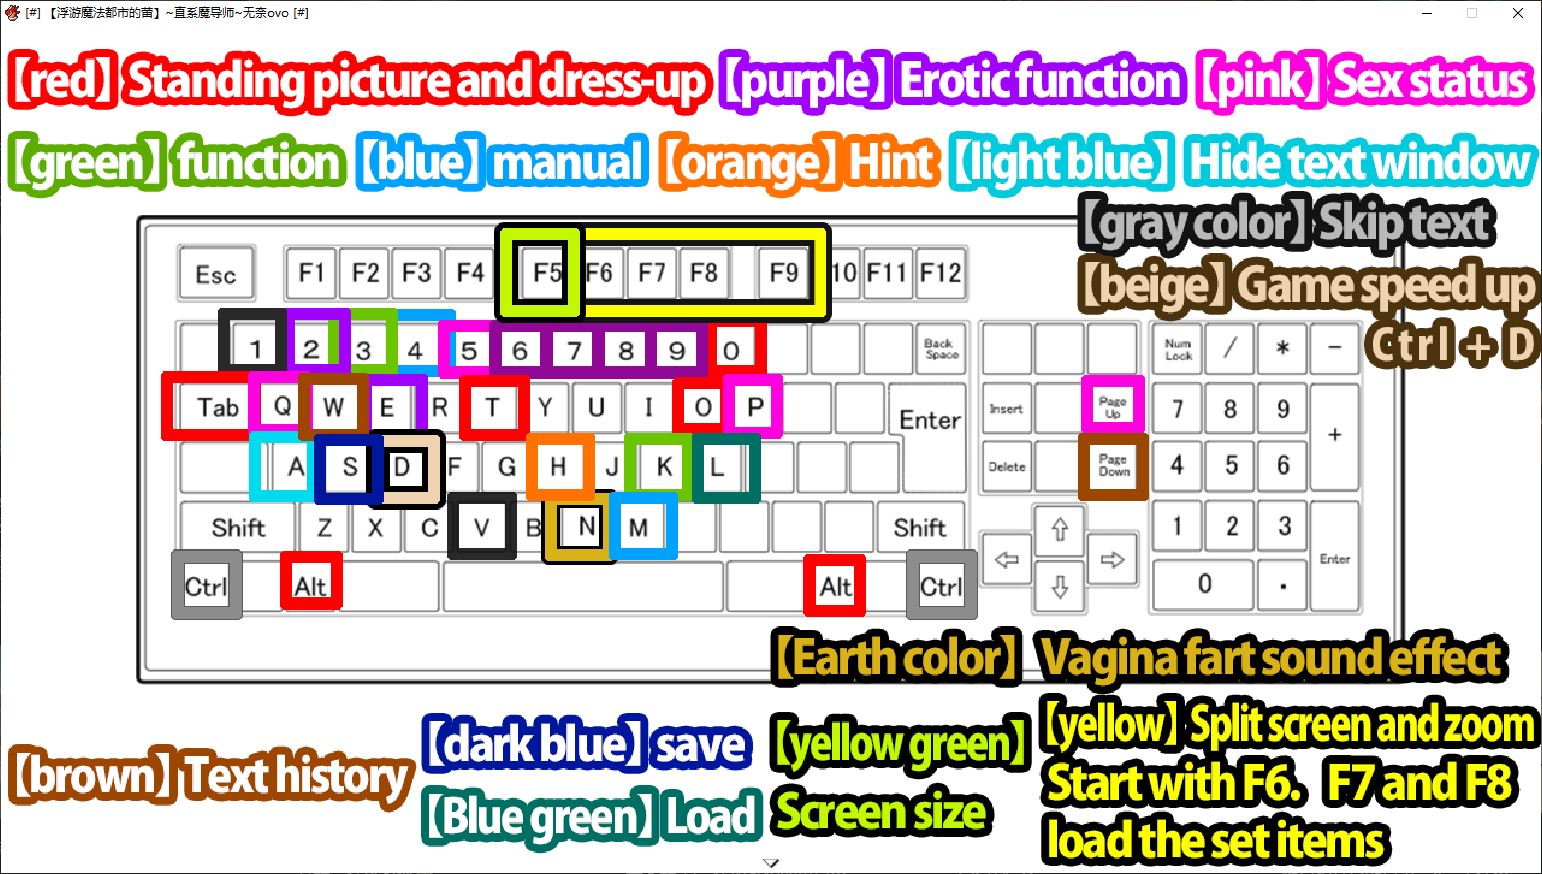 [#] 【浮游魔法都市的苗】~直系魔导师~无奈ovo [#]
【red】 Standing picture and dress-up 【purple】 Erotic function 【pink】 Sex status
【green】 function 【blue】 manual 【orange】 Hint 【light blue】 Hide text window
【gray color】 Skip text
【beige】 Game speed up
Ctrl + D
Esc F1 F2 F3 F4 F5 F6 F7 F8 F9 10 F11 F12
1 2 3 4 5 6 7 8 9 0 Back Space Num Lock / * −
Tab Q W E R T Y U I O P Enter Insert Page Up 7 8 9 +
A S D F G H J K L Delete Page Down 4 5 6
Shift Z X C V B N M Shift ⇧ 1 2 3 Enter
Ctrl Alt Alt Ctrl ⇦ ⇩ ⇨ 0 .
【Earth color】 Vagina fart sound effect
【brown】 Text history
【dark blue】 save
【Blue green】 Load
【yellow green】
Screen size
【yellow】 Split screen and zoom
Start with F6. F7 and F8
load the set items